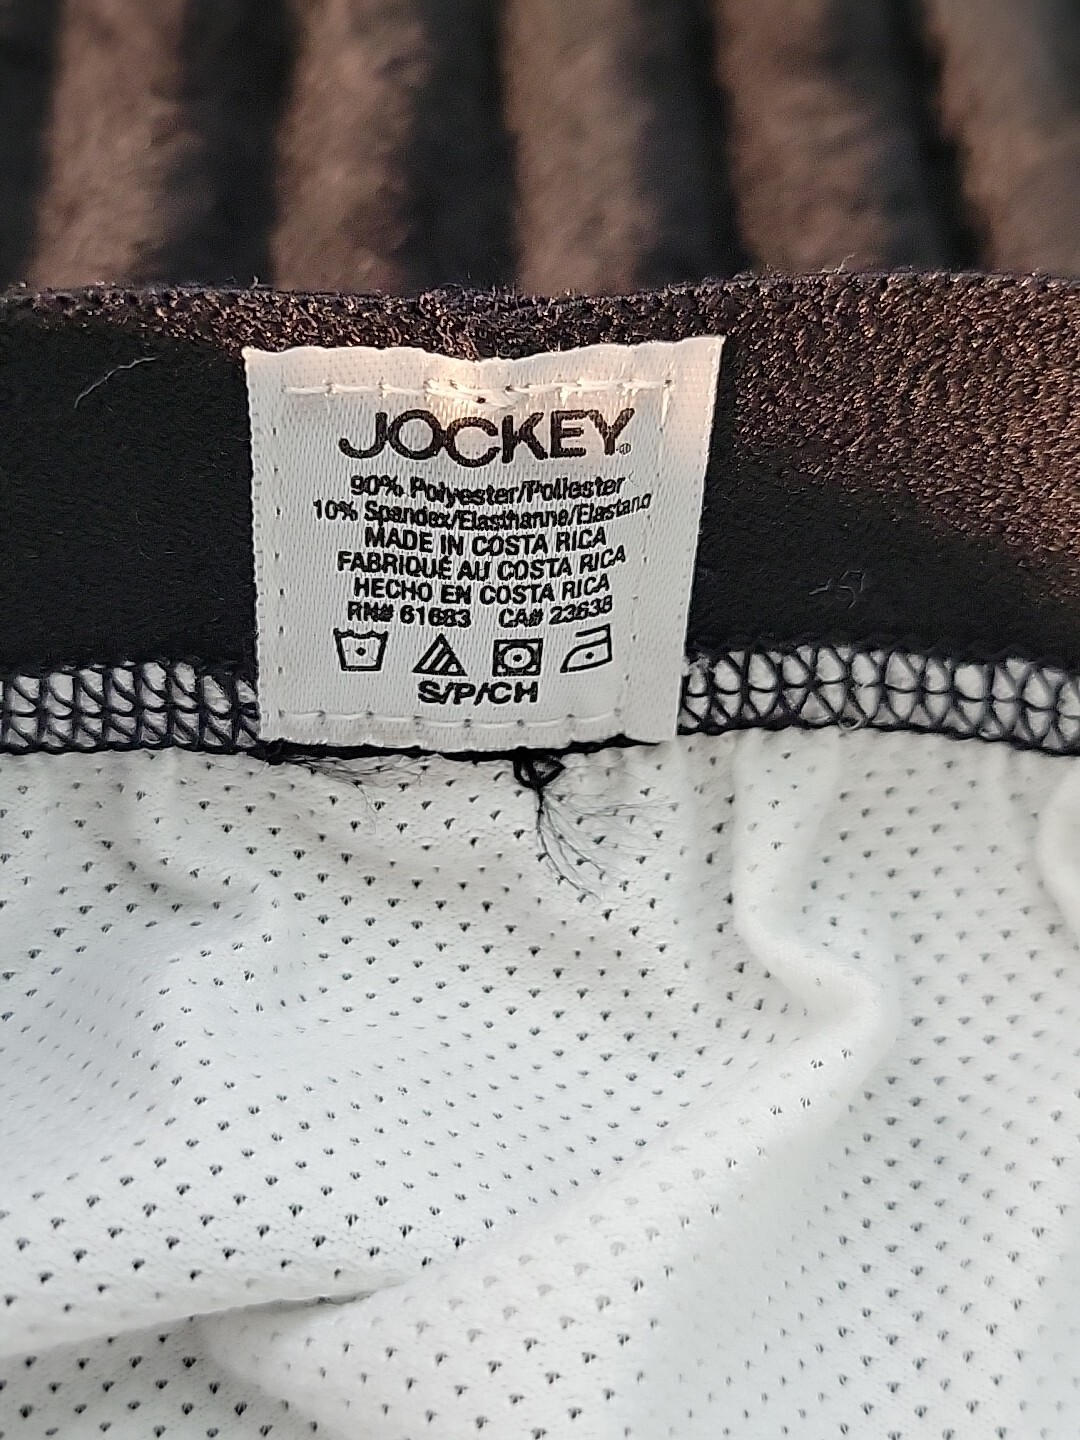 JOCKEY®
90% Polyester/Poliester
10% Spandex/Elasthanne/Elastano
MADE IN COSTA RICA
FABRIQUÉ AU COSTA RICA
HECHO EN COSTA RICA
RN# 61683 CA# 23638
S/P/CH